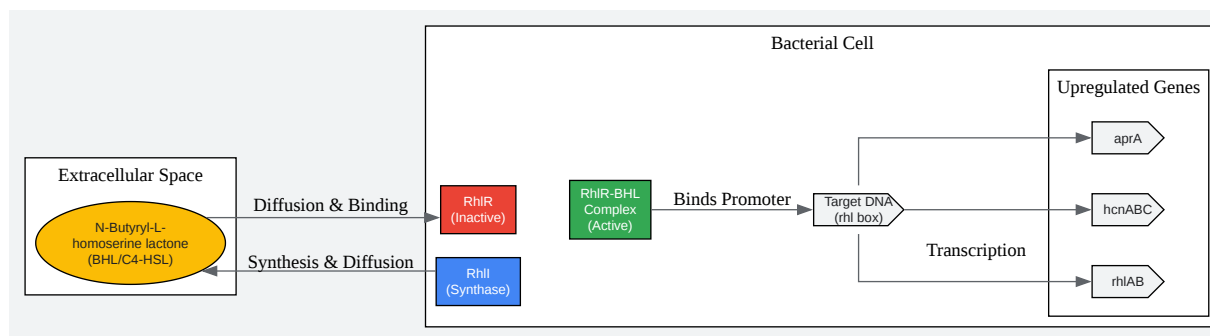 Bacterial Cell
Upregulated Genes
aprA
Extracellular Space
RhlR
(Inactive)
RhlR-BHL
Complex
(Active)
Binds Promoter
Target DNA
(rhl box)
hcnABC
Diffusion & Binding
N-Butyryl-L-
homoserine lactone
(BHL/C4-HSL)
Synthesis & Diffusion
RhlI
(Synthase)
Transcription
rhlAB